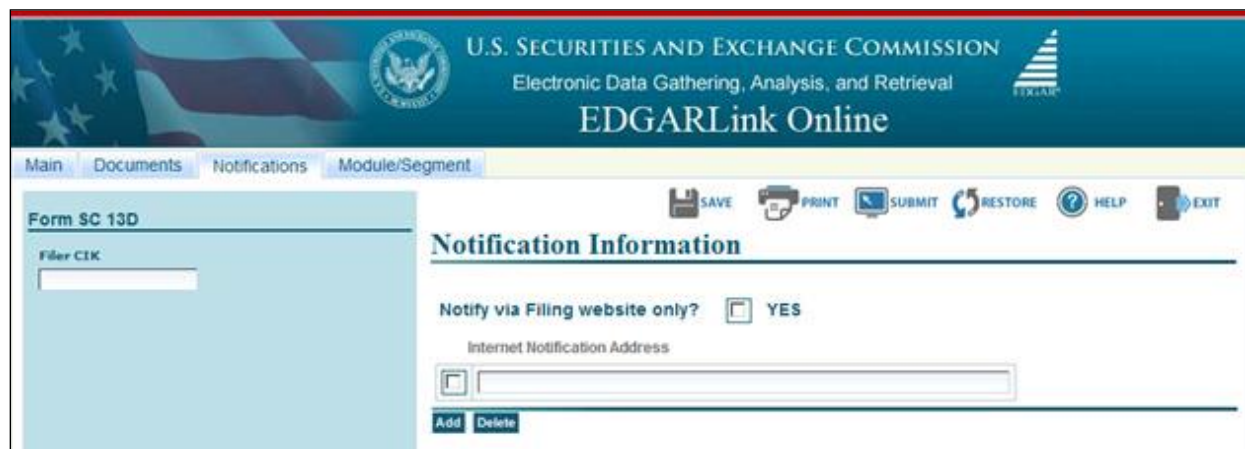 U.S. SECURITIES AND EXCHANGE COMMISSION
Electronic Data Gathering, Analysis, and Retrieval
EDGAR
EDGARLink Online
Main Documents Notifications Module/Segment
SAVE PRINT SUBMIT RESTORE HELP EXIT
Form SC 13D
Filer CIK
Notification Information
Notify via Filing website only? YES
Internet Notification Address
Add Delete